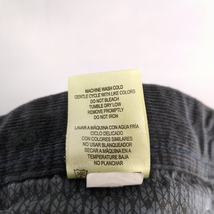 MACHINE WASH COLD
GENTLE CYCLE WITH LIKE COLORS
DO NOT BLEACH
TUMBLE DRY LOW
REMOVE PROMPTLY
DO NOT IRON
LAVAR A MÁQUINA CON AGUA FRÍA
CICLO DELICADO
CON COLORES SIMILARES
NO USAR BLANQUEADOR
SECAR EN MÁQUINA A
TEMPERATURE BAJA
NO PLANCHAR